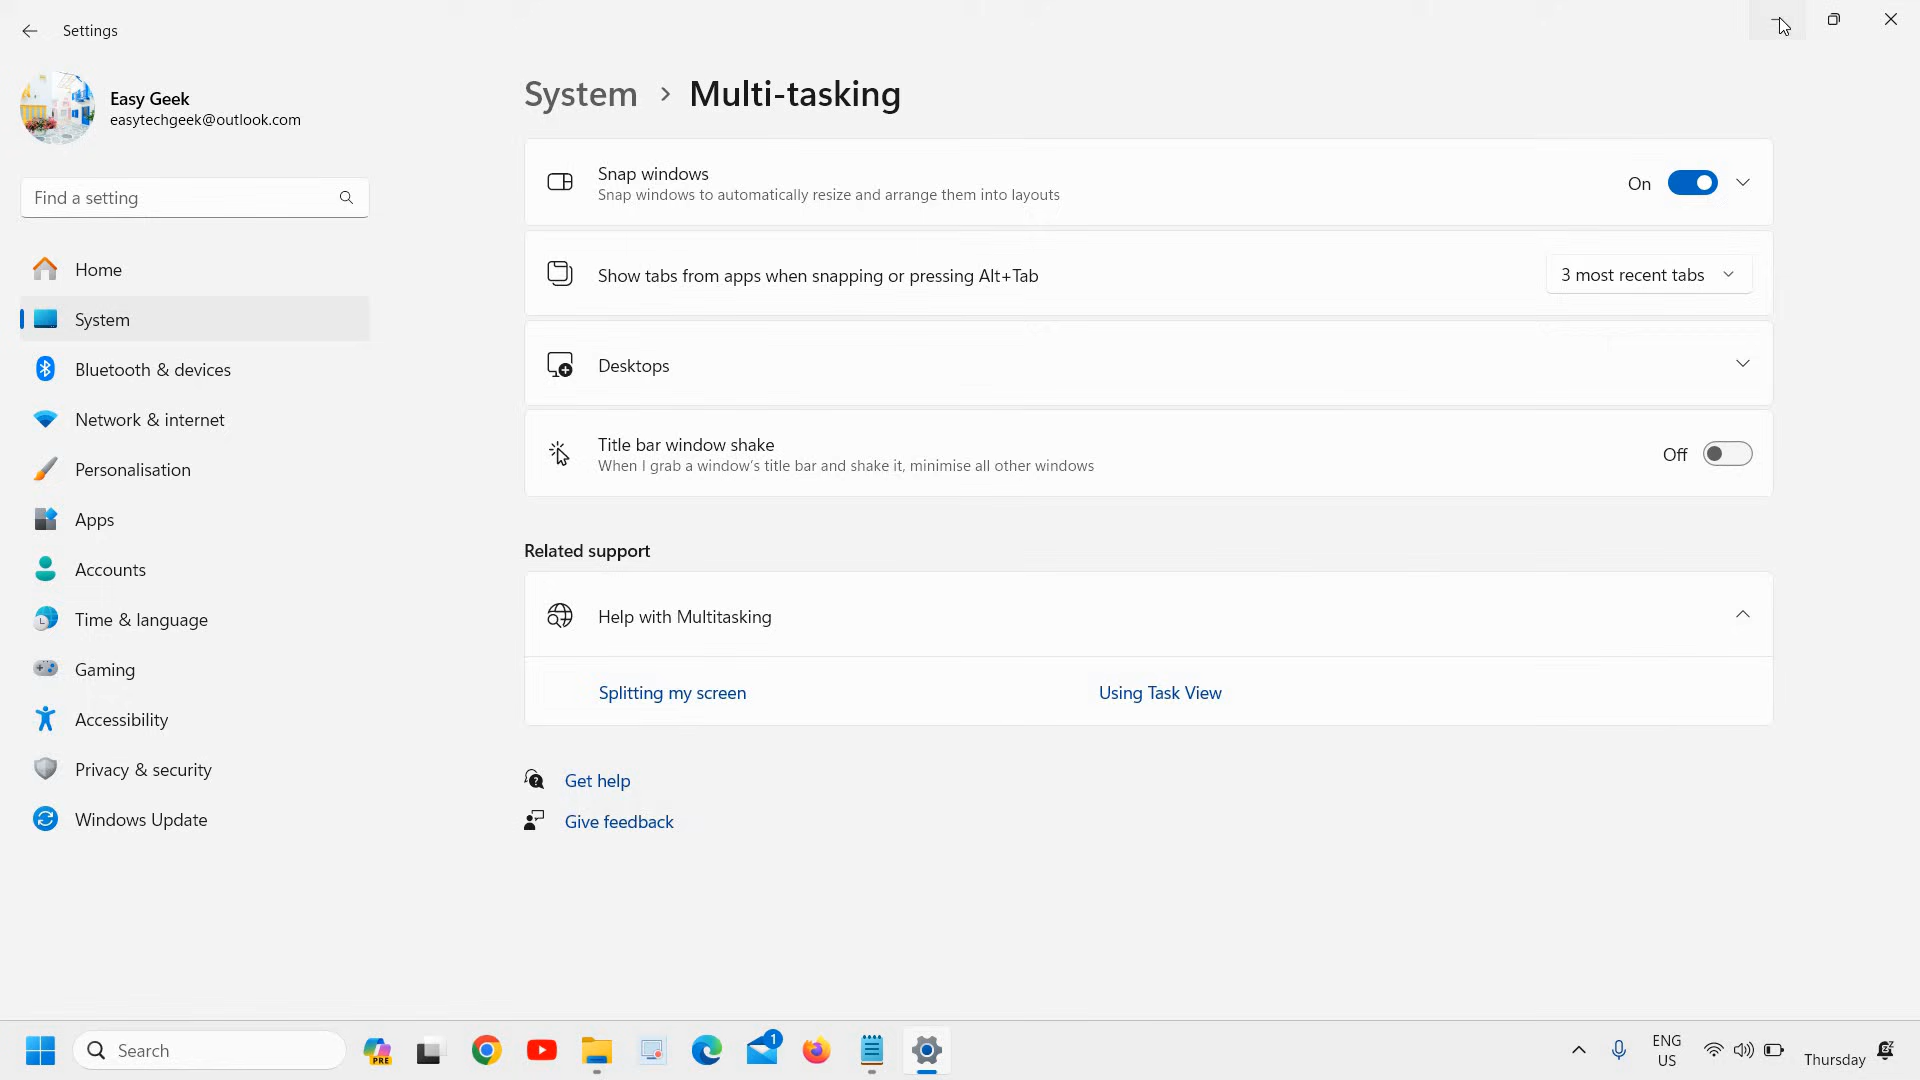 Settings
Easy Geek
easytechgeek@outlook.com
Find a setting
Home
System
Bluetooth & devices
Network & internet
Personalisation
Apps
Accounts
Time & language
Gaming
Accessibility
Privacy & security
Windows Update
System > Multi-tasking
Snap windows
Snap windows to automatically resize and arrange them into layouts
On
Show tabs from apps when snapping or pressing Alt+Tab
3 most recent tabs
Desktops
Title bar window shake
When I grab a window's title bar and shake it, minimise all other windows
Off
Related support
Help with Multitasking
Splitting my screen
Using Task View
Get help
Give feedback
Search
PRE
1
ENG
US
Thursday